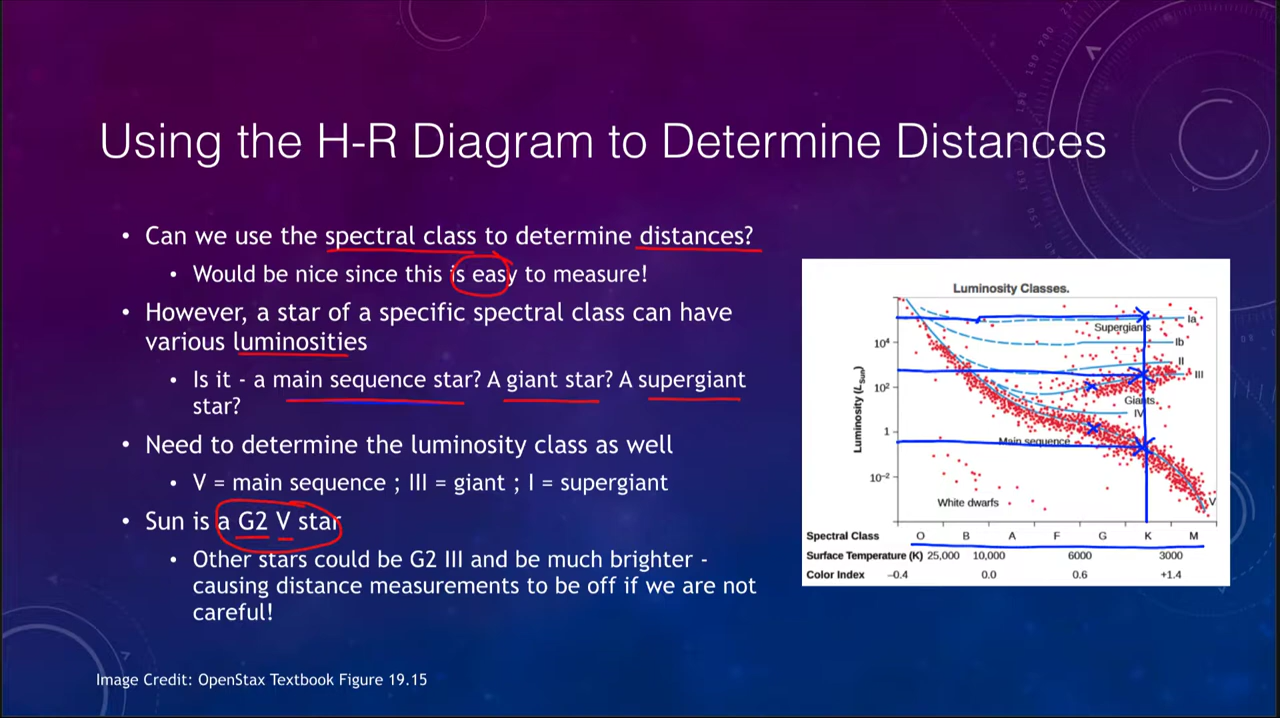 Using the H-R Diagram to Determine Distances
• Can we use the spectral class to determine distances?
• Would be nice since this is easy to measure!
• However, a star of a specific spectral class can have
various luminosities
• Is it - a main sequence star? A giant star? A supergiant
star?
• Need to determine the luminosity class as well
• V = main sequence ; III = giant ; I = supergiant
• Sun is a G2 V star
• Other stars could be G2 III and be much brighter -
causing distance measurements to be off if we are not
careful!
Image Credit: OpenStax Textbook Figure 19.15
Luminosity Classes.
Ia
Supergiants
Ib
II
III
Giants
IV
Main sequence
White dwarfs
V
Luminosity (LSun)
10⁴
10²
1
10⁻²
Spectral Class O B A F G K M
Surface Temperature (K) 25,000 10,000 6000 3000
Color Index −0.4 0.0 0.6 +1.4